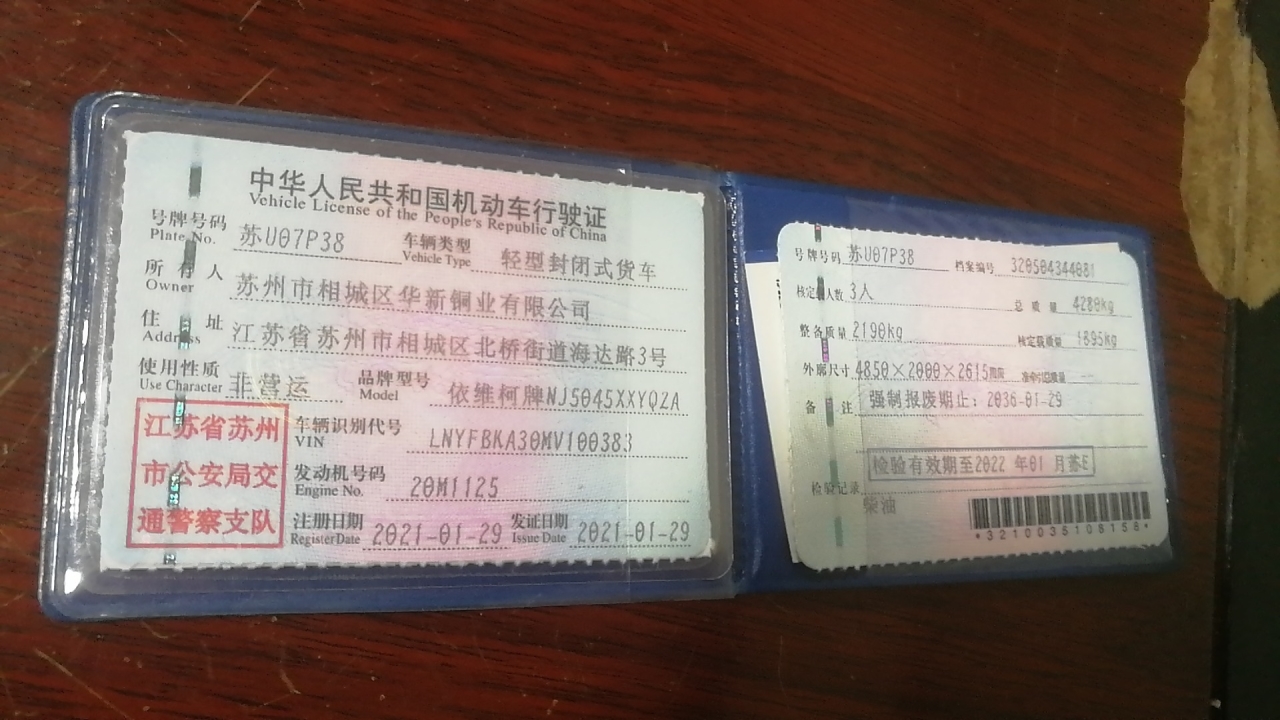 中华人民共和国机动车行驶证
Vehicle License of the People's Republic of China
号牌号码 苏U07P38 车辆类型 轻型封闭式货车
Plate No. Vehicle Type
所有人 苏州市相城区华新铜业有限公司
Owner
住址 江苏省苏州市相城区北桥街道海达路3号
Address
使用性质 非营运 品牌型号 依维柯牌NJ5045XXYQZA
Use Character Model
江苏省苏州
市公安局交
通警察支队
车辆识别代号 LNYFBKA30MV100383
VIN
发动机号码 20M1125
Engine No.
注册日期 2021-01-29 发证日期 2021-01-29
Register Date Issue Date
号牌号码 苏U07P38 档案编号 320504344081
核定载人数 3人 总质量 4280kg
整备质量 2190kg 核定载质量 1895kg
外廓尺寸 4850×2000×2615
备注 强制报废期止：2036-01-29
检验有效期至2022年01月苏E
检验记录
柴油
*3210035108158*